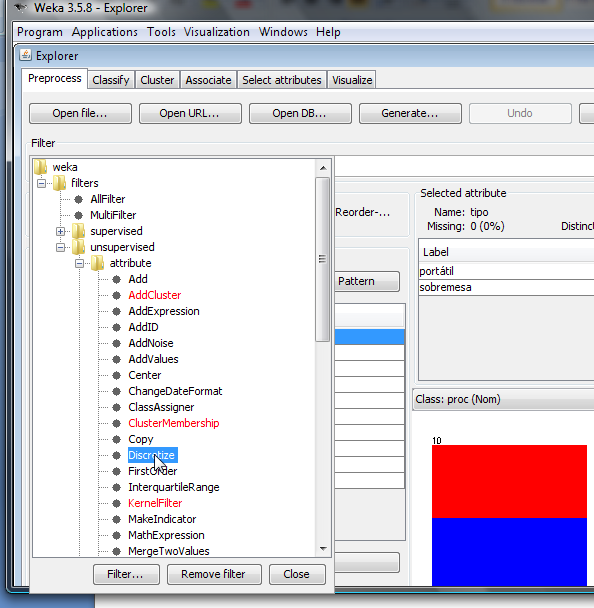 Weka 3.5.8 - Explorer
Program Applications Tools Visualization Windows Help
Explorer
Preprocess Classify Cluster Associate Select attributes Visualize
Open file... Open URL... Open DB... Generate... Undo
Filter
weka
filters
AllFilter
MultiFilter
supervised
unsupervised
attribute
Add
AddCluster
AddExpression
AddID
AddNoise
AddValues
Center
ChangeDateFormat
ClassAssigner
ClusterMembership
Copy
Discretize
FirstOrder
InterquartileRange
KernelFilter
MakeIndicator
MathExpression
MergeTwoValues
Filter... Remove filter Close
Reorder-...
Pattern
Selected attribute
Name: tipo
Missing: 0 (0%) Distinct
Label
portátil
sobremesa
Class: proc (Nom)
10